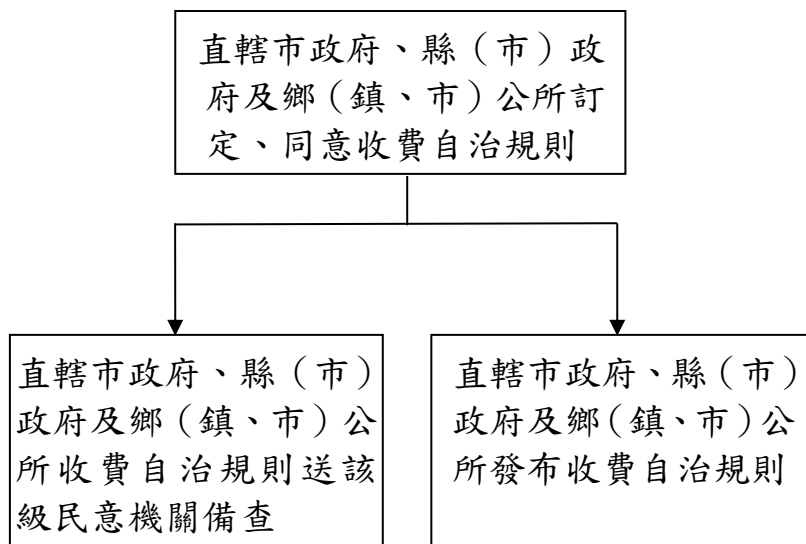 直轄市政府、縣（市）政
府及鄉（鎮、市）公所訂
定、同意收費自治規則
直轄市政府、縣（市）
政府及鄉（鎮、市）公
所收費自治規則送該
級民意機關備查
直轄市政府、縣（市）
政府及鄉（鎮、市）公
所發布收費自治規則